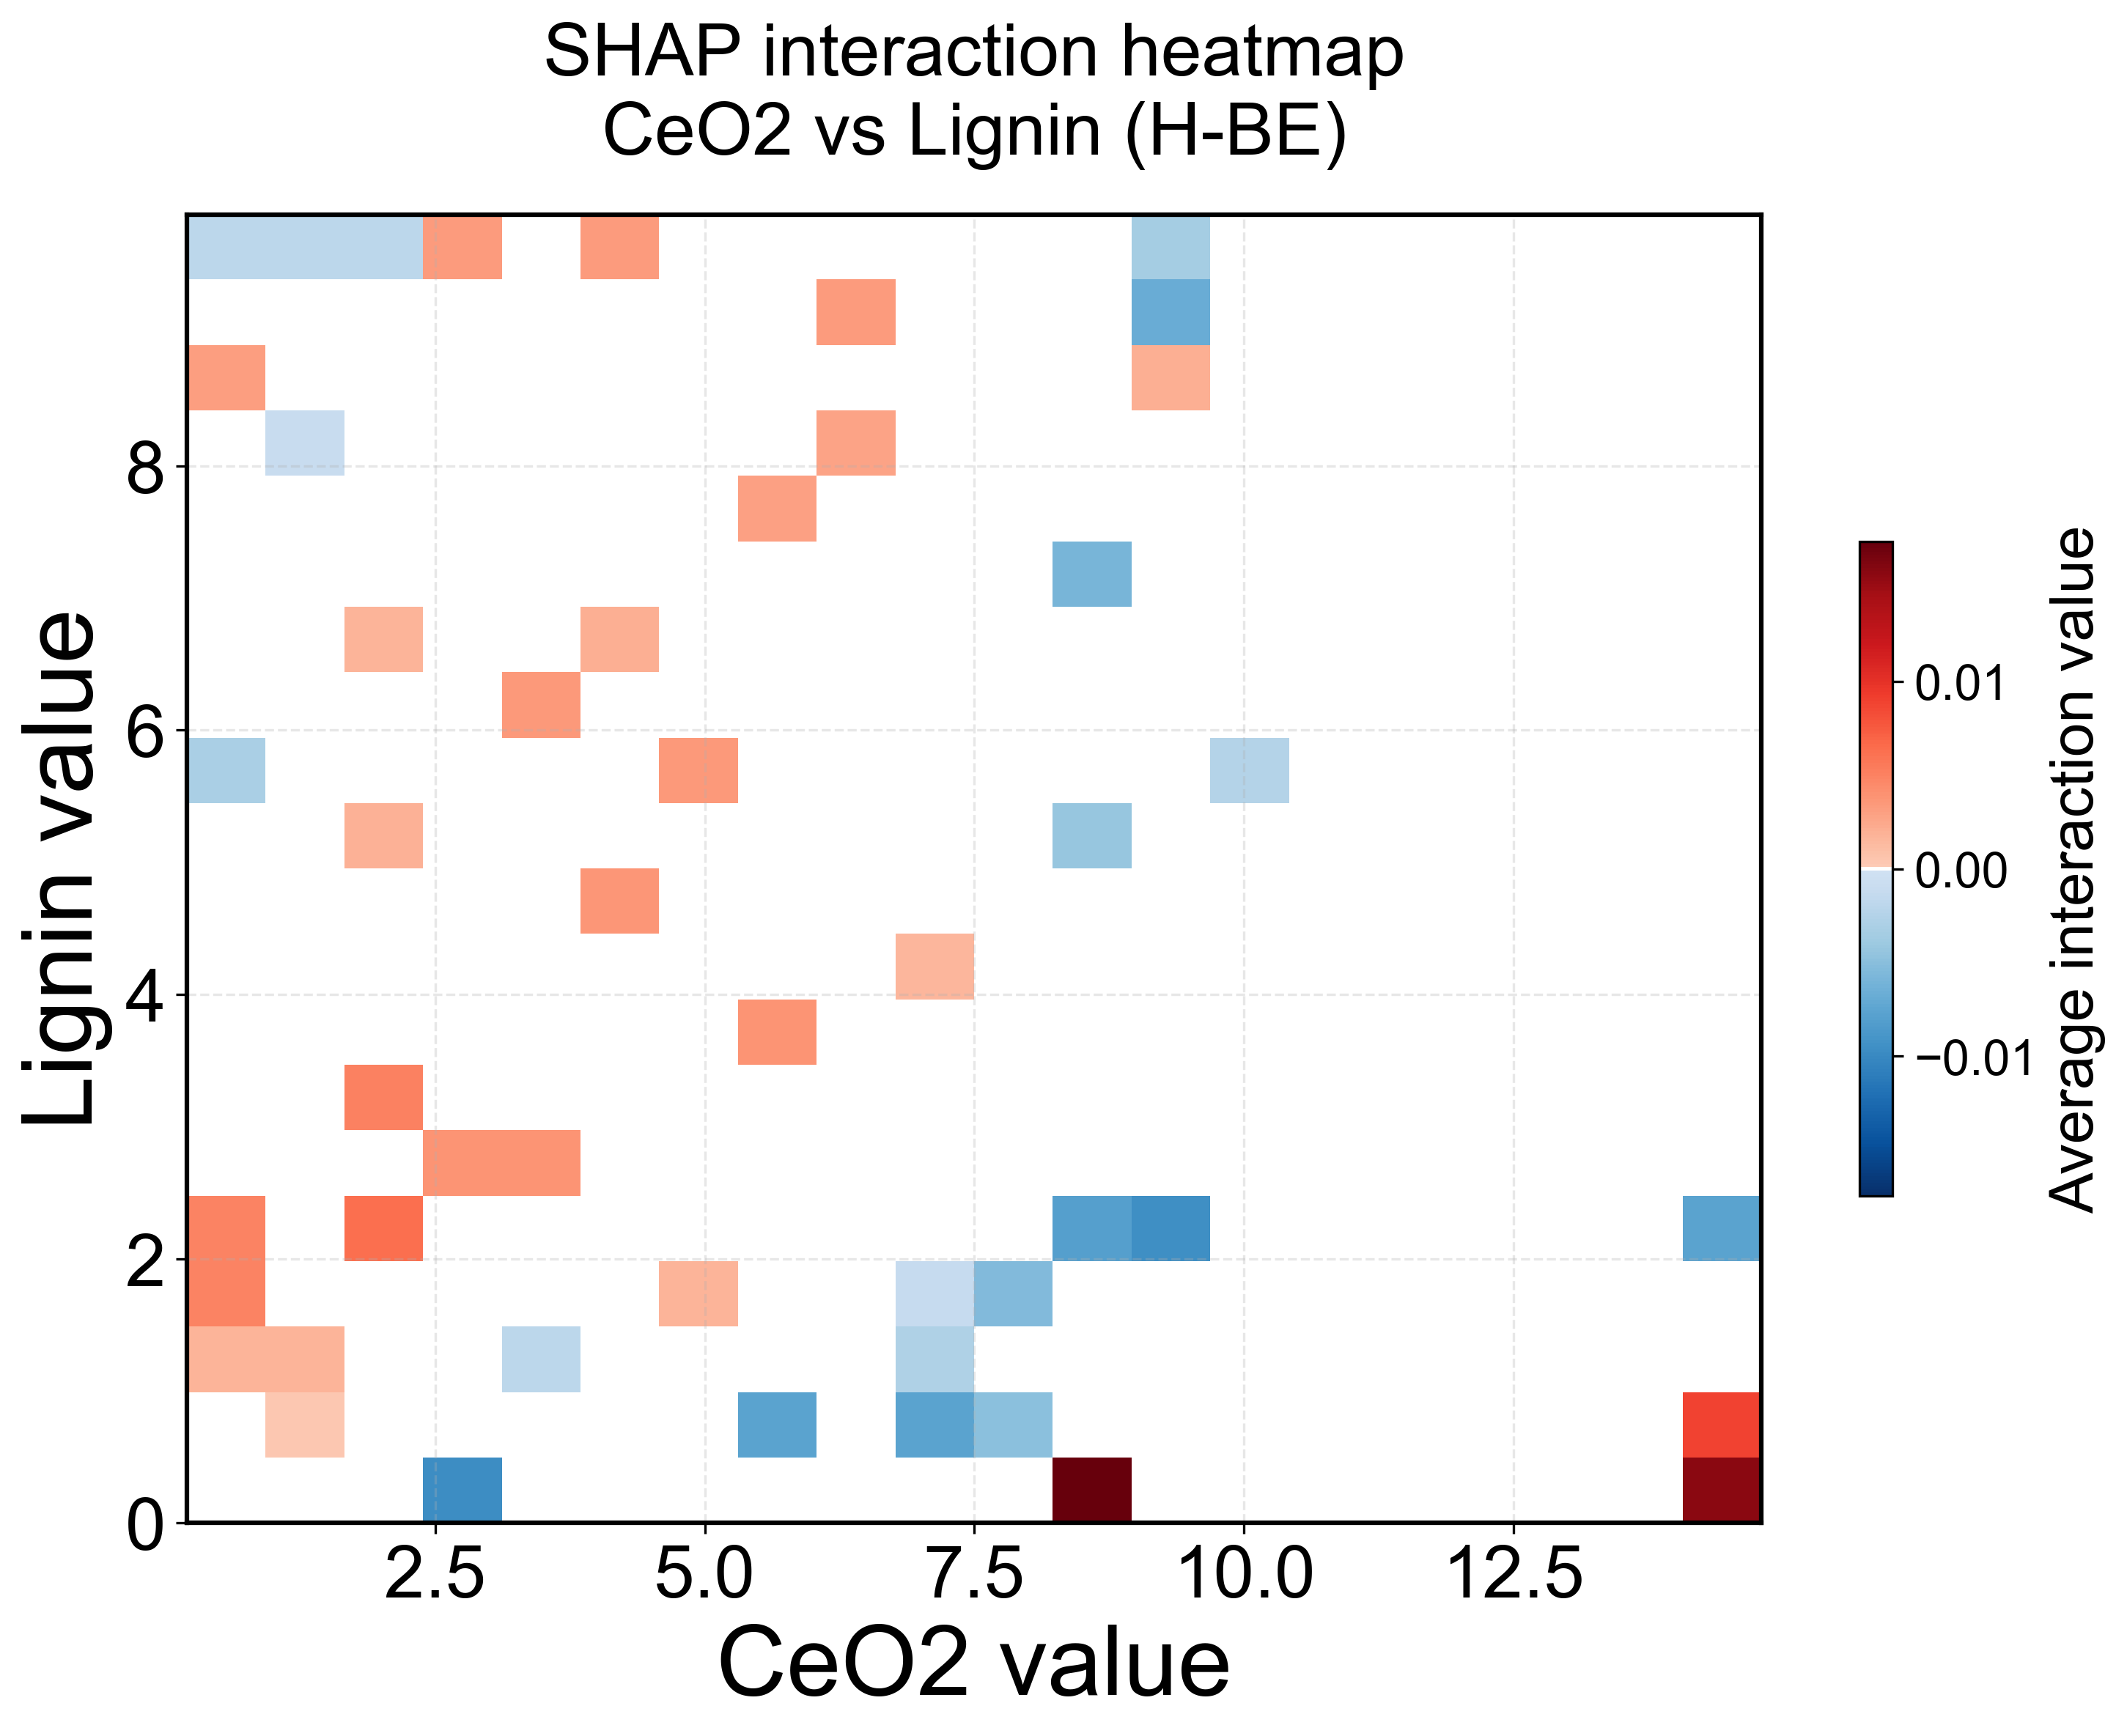 SHAP interaction heatmap
CeO2 vs Lignin (H-BE)
Lignin value
8
6
4
2
0
2.5
5.0
7.5
10.0
12.5
CeO2 value
0.01
0.00
−0.01
Average interaction value